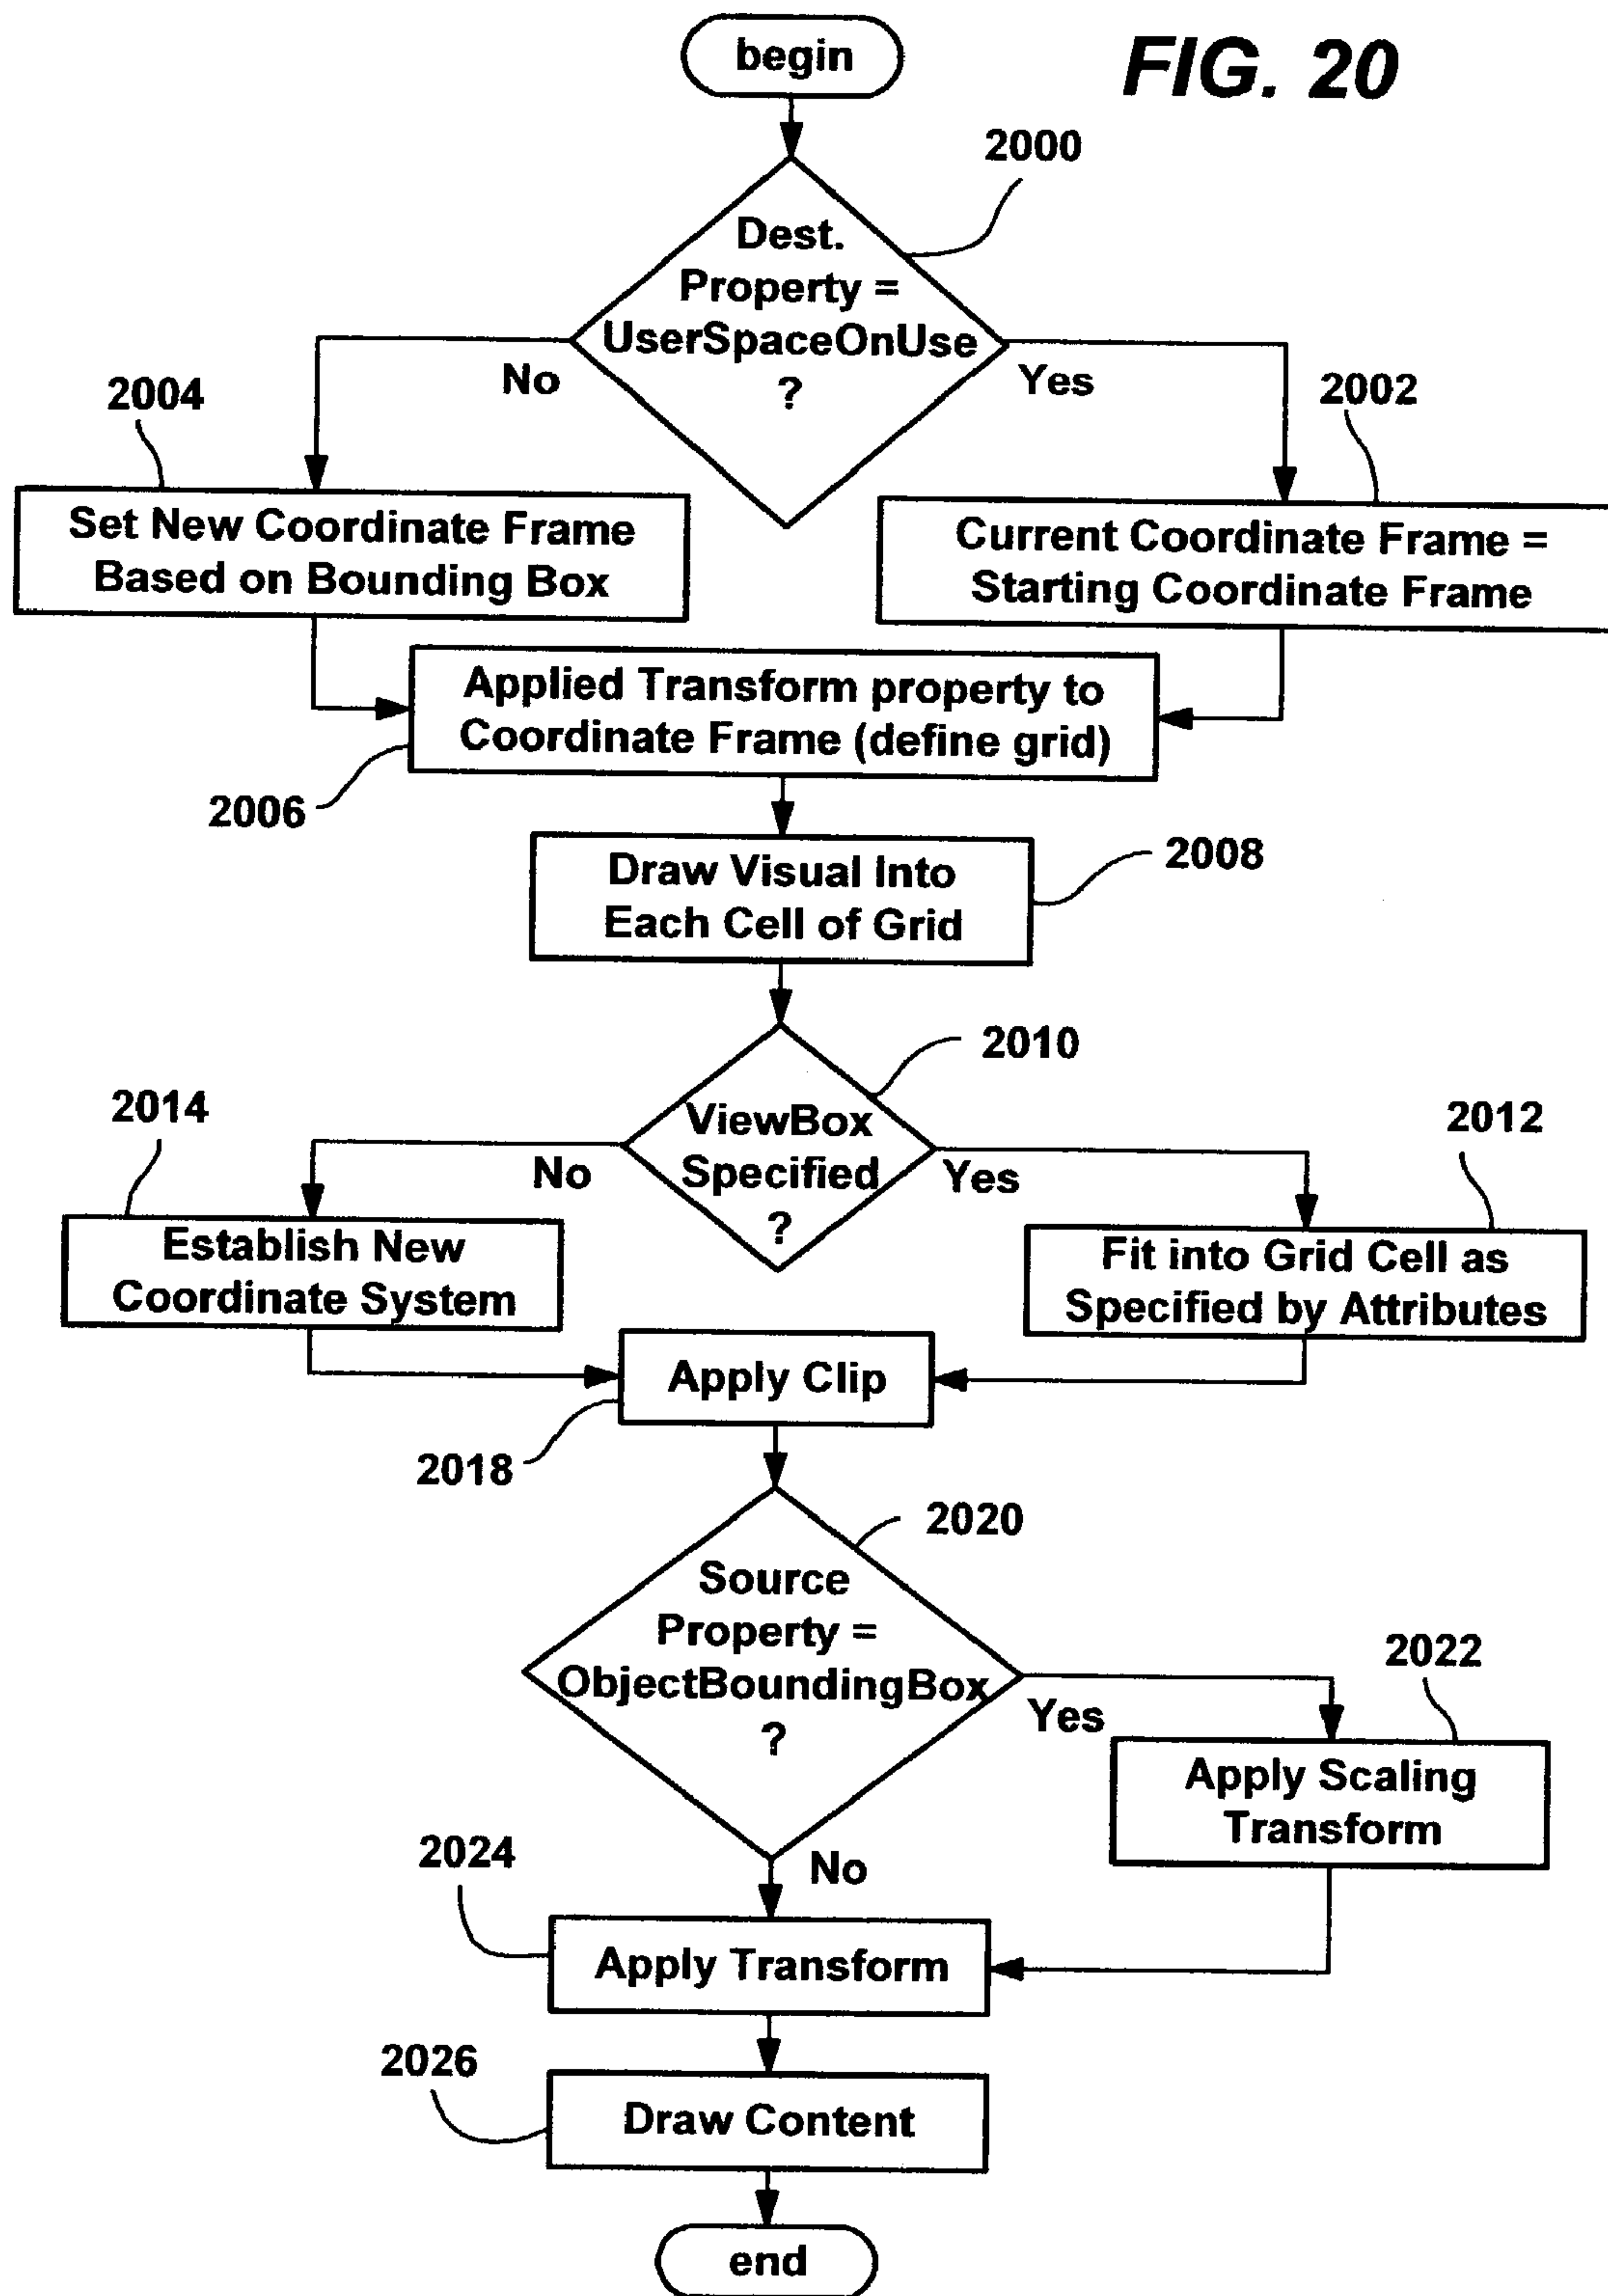 begin
FIG. 20
2000
Dest.
Property =
UserSpaceOnUse
?
No
Yes
2004
2002
Set New Coordinate Frame
Based on Bounding Box
Current Coordinate Frame =
Starting Coordinate Frame
Applied Transform property to
Coordinate Frame (define grid)
2006
Draw Visual Into
Each Cell of Grid
2008
2010
ViewBox
Specified
?
No
Yes
2014
2012
Establish New
Coordinate System
Fit into Grid Cell as
Specified by Attributes
Apply Clip
2018
2020
Source
Property =
ObjectBoundingBox
?
Yes
2022
Apply Scaling
Transform
No
2024
Apply Transform
2026
Draw Content
end